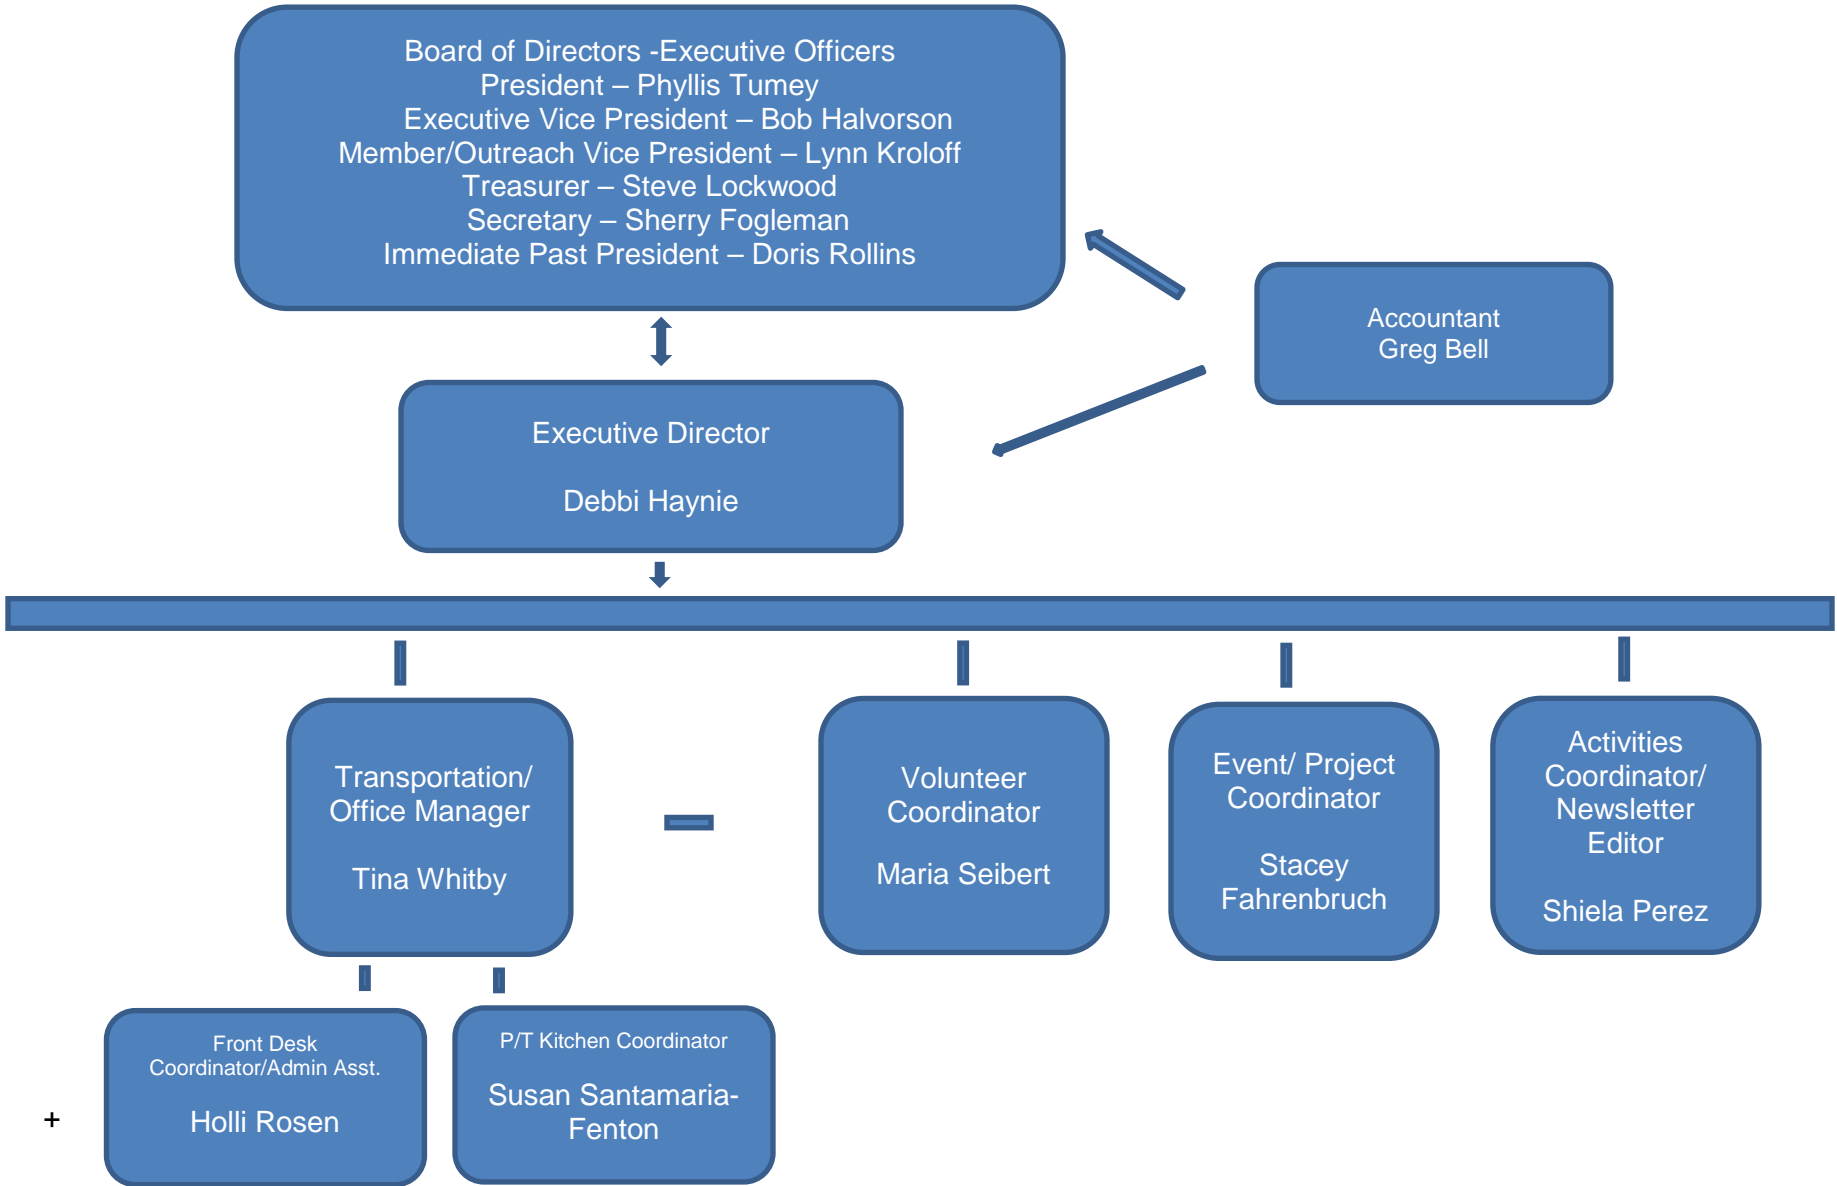 Board of Directors -Executive Officers
President – Phyllis Tumey
Executive Vice President – Bob Halvorson
Member/Outreach Vice President – Lynn Kroloff
Treasurer – Steve Lockwood
Secretary – Sherry Fogleman
Immediate Past President – Doris Rollins
Accountant
Greg Bell
Executive Director
Debbi Haynie
Transportation/
Office Manager
Tina Whitby
Volunteer
Coordinator
Maria Seibert
Event/ Project
Coordinator
Stacey
Fahrenbruch
Activities
Coordinator/
Newsletter
Editor
Shiela Perez
Front Desk
Coordinator/Admin Asst.
Holli Rosen
P/T Kitchen Coordinator
Susan Santamaria-
Fenton
+